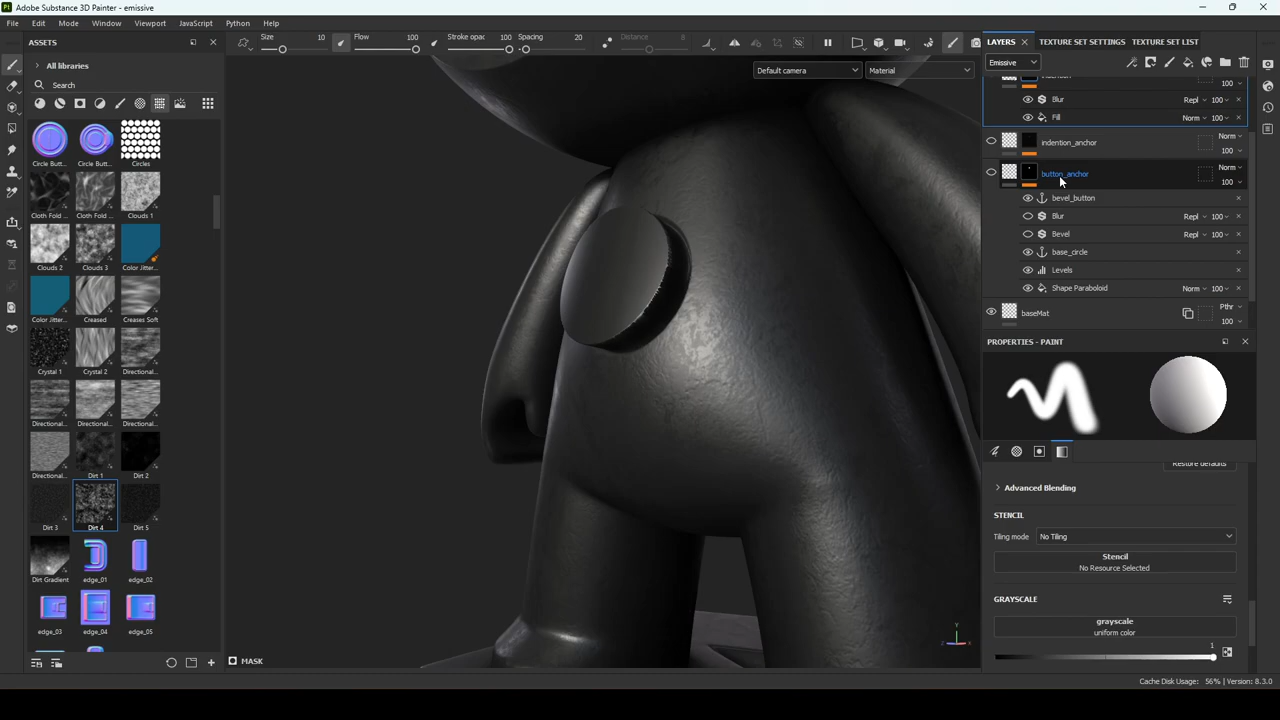 Adobe Substance 3D Painter - emissive
File Edit Mode Window Viewport JavaScript Python Help
ASSETS
All libraries
Search
Circle Butt...
Circle Butt...
Circles
Cloth Fold ...
Cloth Fold ...
Clouds 1
Clouds 2
Clouds 3
Color Jitter...
Color Jitter...
Creased
Creases Soft
Crystal 1
Crystal 2
Directional...
Directional...
Directional...
Directional...
Directional...
Dirt 1
Dirt 2
Dirt 3
Dirt 4
Dirt 5
Dirt Gradient
edge_01
edge_02
edge_03
edge_04
edge_05
Size 10
Flow 100
Stroke opac 100
Spacing 20
Distance 8
Default camera
Material
MASK
Y
X
LAYERS
TEXTURE SET SETTINGS
TEXTURE SET LIST
Emissive
100
Blur Repl 100
Fill Norm 100
indention_anchor Norm
100
button_anchor Norm
100
bevel_button
Blur Repl 100
Bevel Repl 100
base_circle
Levels
Shape Paraboloid Norm 100
baseMat Pthr
100
PROPERTIES - PAINT
Restore defaults
Advanced Blending
STENCIL
Tiling mode No Tiling
Stencil
No Resource Selected
GRAYSCALE
grayscale
uniform color
1
Cache Disk Usage: 56% | Version: 8.3.0